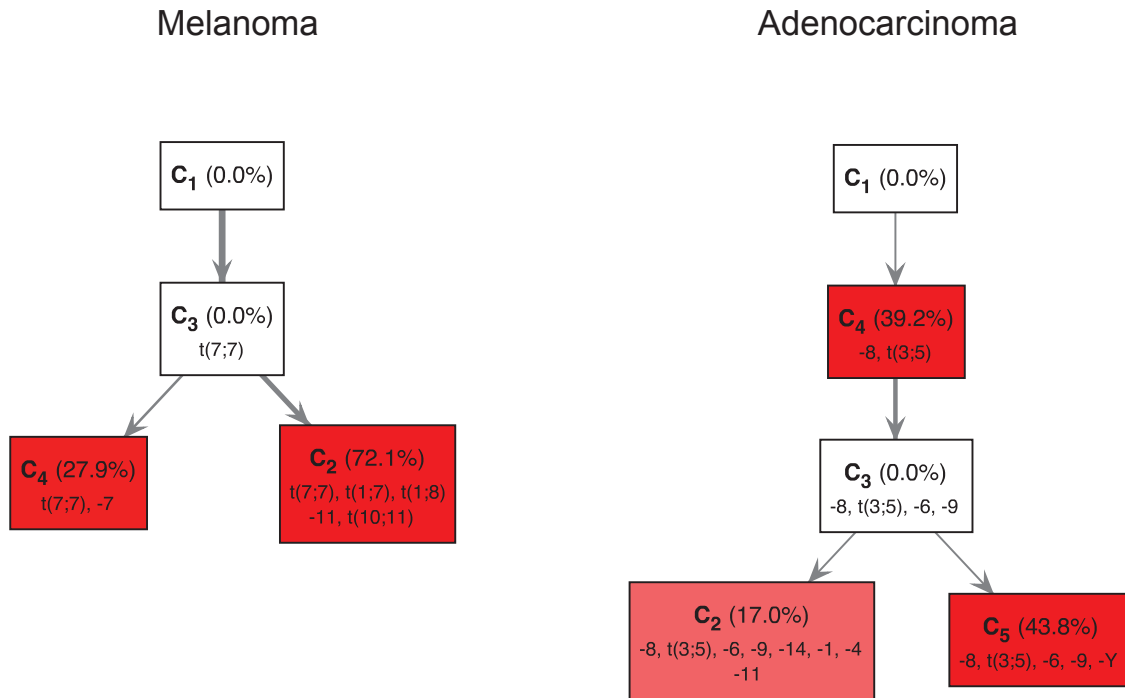 Melanoma
C1 (0.0%)
C3 (0.0%)
t(7;7)
C4 (27.9%)
t(7;7), -7
C2 (72.1%)
t(7;7), t(1;7), t(1;8)
-11, t(10;11)
Adenocarcinoma
C1 (0.0%)
C4 (39.2%)
-8, t(3;5)
C3 (0.0%)
-8, t(3;5), -6, -9
C2 (17.0%)
-8, t(3;5), -6, -9, -14, -1, -4
-11
C5 (43.8%)
-8, t(3;5), -6, -9, -Y